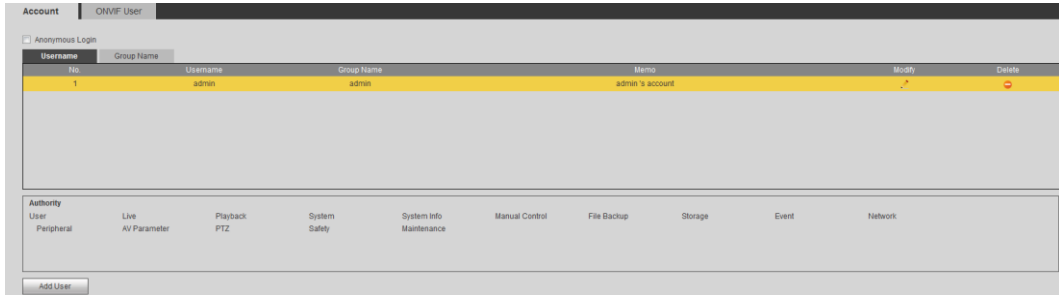 Account ONVIF User
Anonymous Login
Username Group Name
No. Username Group Name Memo Modify Delete
1 admin admin admin 's account
Authority
User Live Playback System System Info Manual Control File Backup Storage Event Network
Peripheral AV Parameter PTZ Safety Maintenance
Add User